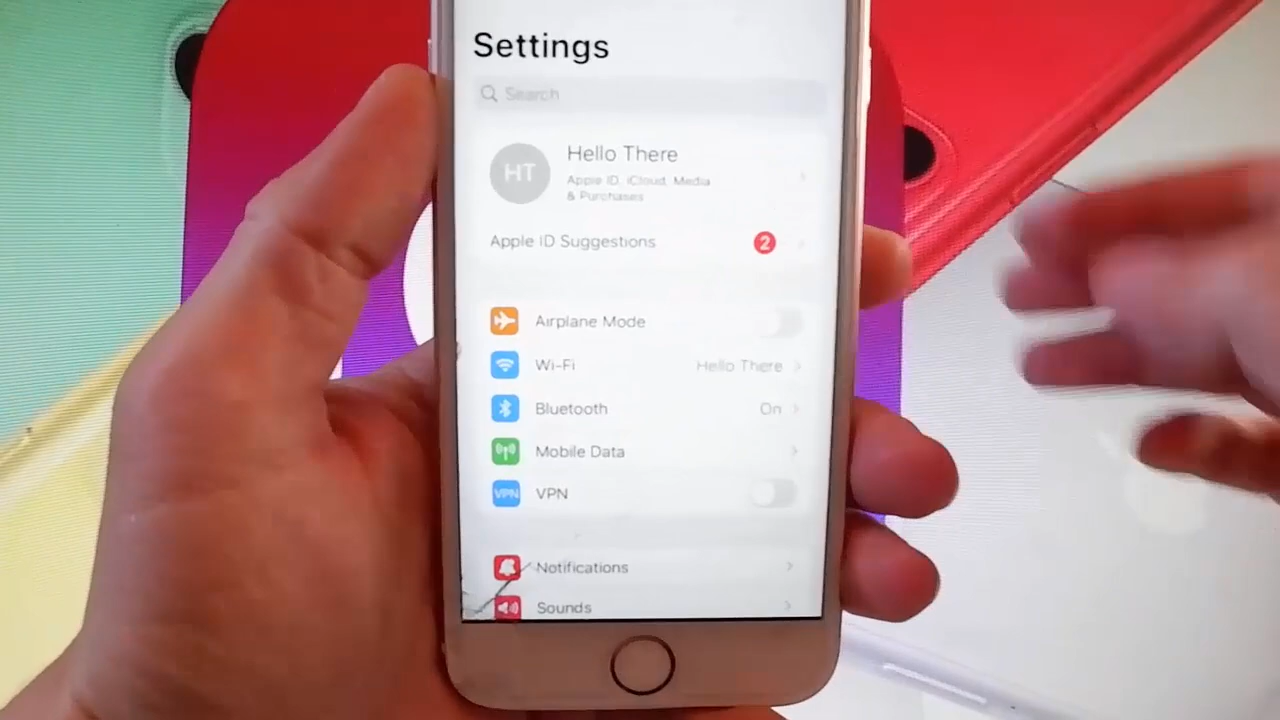 Settings
Search
HT
Hello There
Apple ID, iCloud, Media
& Purchases
Apple ID Suggestions 2
Airplane Mode
Wi-Fi Hello There
Bluetooth On
Mobile Data
VPN VPN
Notifications
Sounds